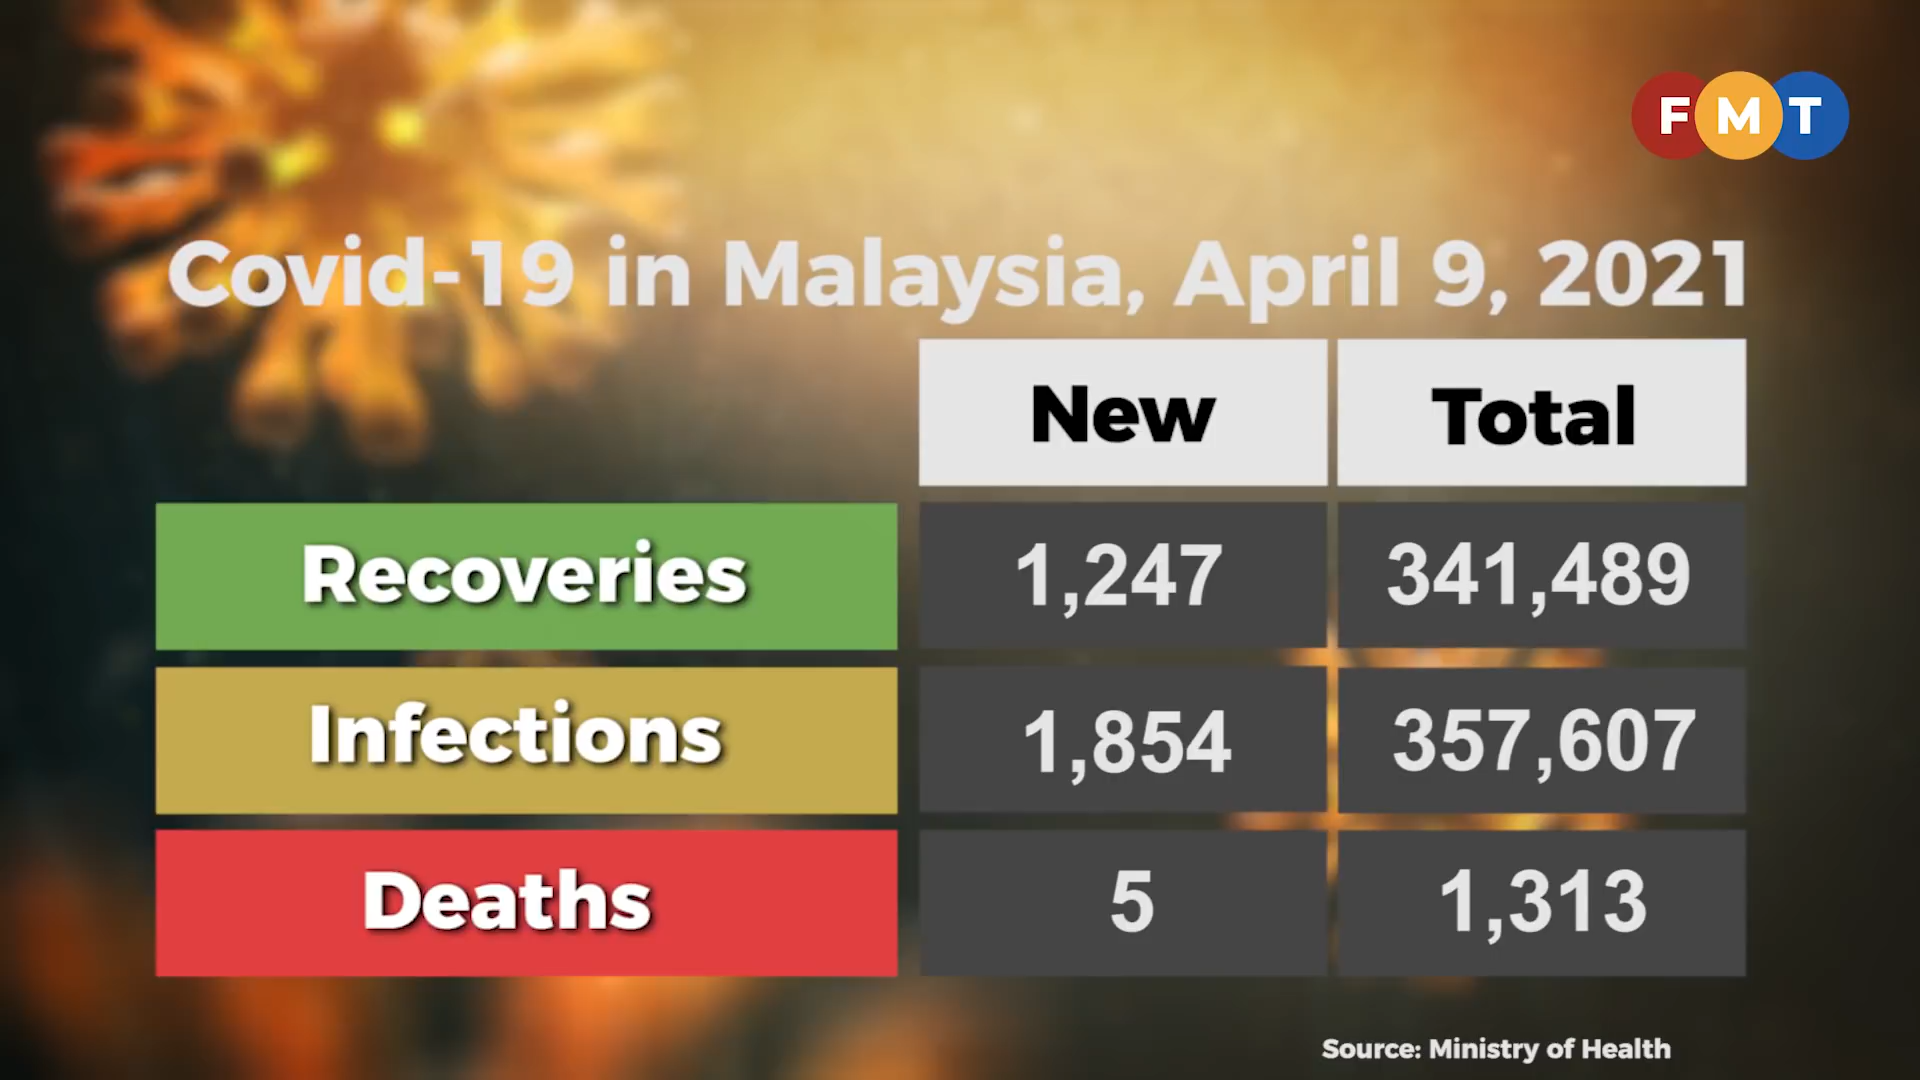 FMT
Covid-19 in Malaysia, April 9, 2021
New Total
Recoveries 1,247 341,489
Infections 1,854 357,607
Deaths 5 1,313
Source: Ministry of Health